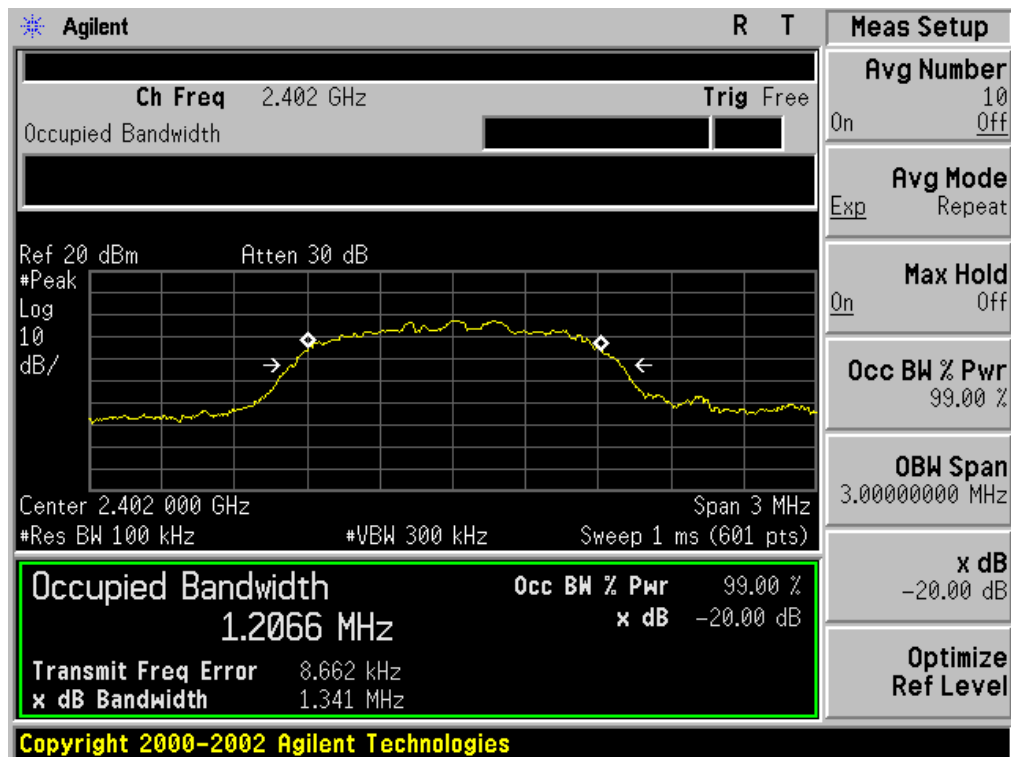 Agilent R T
Ch Freq 2.402 GHz Trig Free
Occupied Bandwidth
Ref 20 dBm Atten 30 dB
#Peak
Log
10
dB/
Center 2.402 000 GHz Span 3 MHz
#Res BW 100 kHz #VBW 300 kHz Sweep 1 ms (601 pts)
Occupied Bandwidth Occ BW % Pwr 99.00 %
1.2066 MHz x dB -20.00 dB
Transmit Freq Error 8.662 kHz
x dB Bandwidth 1.341 MHz
Copyright 2000-2002 Agilent Technologies
Meas Setup
Avg Number
10
On Off
Avg Mode
Exp Repeat
Max Hold
On Off
Occ BW % Pwr
99.00 %
OBW Span
3.00000000 MHz
x dB
-20.00 dB
Optimize
Ref Level